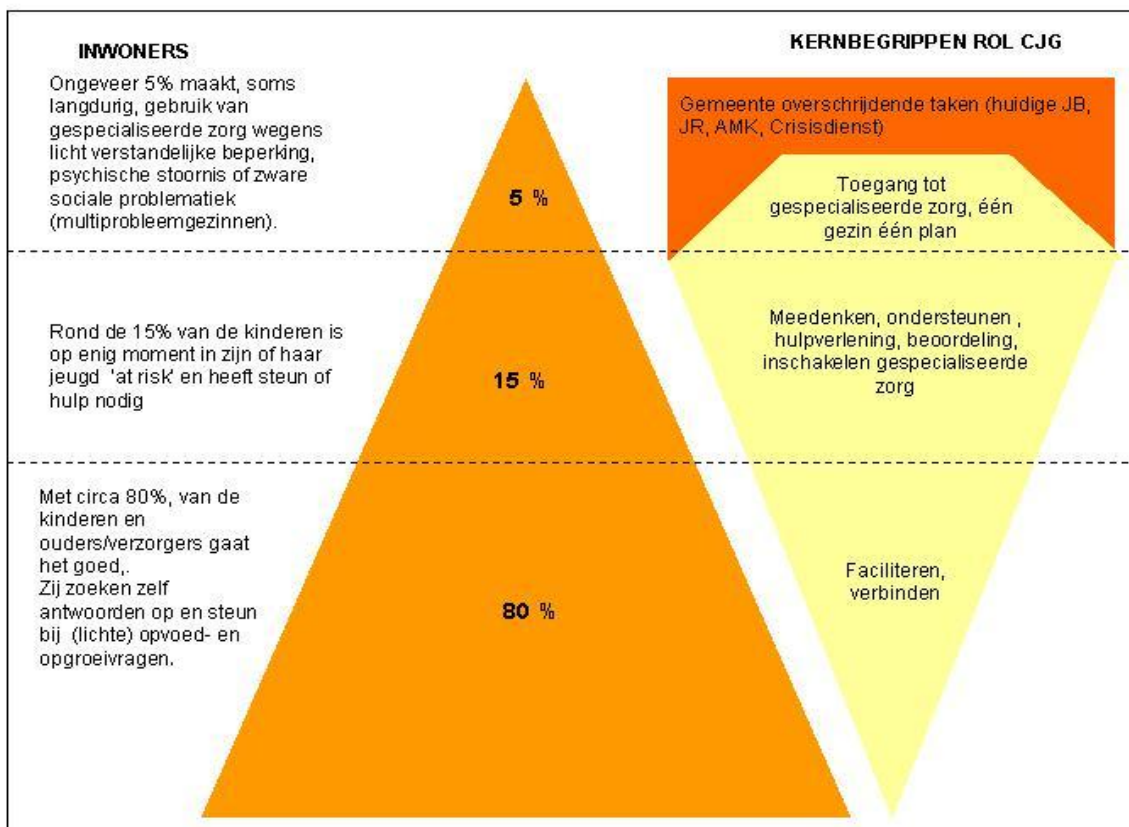 INWONERS
Ongeveer 5% maakt, soms
langdurig, gebruik van
gespecialiseerde zorg wegens
licht verstandelijke beperking,
psychische stoornis of zware
sociale problematiek
(multiprobleemgezinnen).
5 %
KERNBEGRIPPEN ROL CJG
Gemeente overschrijdende taken (huidige JB,
JR, AMK, Crisisdienst)
Toegang tot
gespecialiseerde zorg, één
gezin één plan
Rond de 15% van de kinderen is
op enig moment in zijn of haar
jeugd 'at risk' en heeft steun of
hulp nodig
15 %
Meedenken, ondersteunen ,
hulpverlening, beoordeling,
inschakelen gespecialiseerde
zorg
Met circa 80%, van de
kinderen en
ouders/verzorgers gaat
het goed,.
Zij zoeken zelf
antwoorden op en steun
bij (lichte) opvoed- en
opgroeivragen.
80 %
Faciliteren,
verbinden